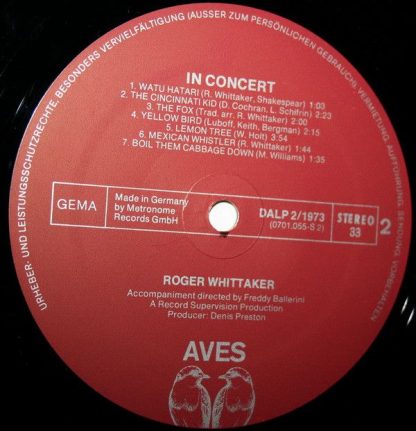 URHEBER- UND LEISTUNGSSCHUTZRECHTE, BESONDERS VERVIELFÄLTIGUNG (AUSSER ZUM PERSÖNLICHEN GEBRAUCH), VERMIETUNG, AUFFÜHRUNG, SENDUNG, VORBEHALTEN
IN CONCERT
1. WATU HATARI (R. Whittaker, Shakespear) 1:03
2. THE CINCINNATI KID (D. Cochran, L. Schifrin) 2:23
3. THE FOX (Trad. arr. R. Whittaker) 2:00
4. YELLOW BIRD (Luboff, Keith, Bergman) 2:15
5. LEMON TREE (W. Holt) 3:54
6. MEXICAN WHISTLER (R. Whittaker) 1:44
7. BOIL THEM CABBAGE DOWN (M. Williams) 1:35
GEMA
Made in Germany
by Metronome
Records GmbH
DALP 2/1973
(0701.055-S 2)
STEREO
33
2
ROGER WHITTAKER
Accompaniment directed by Freddy Ballerini
A Record Supervision Production
Producer: Denis Preston
AVES